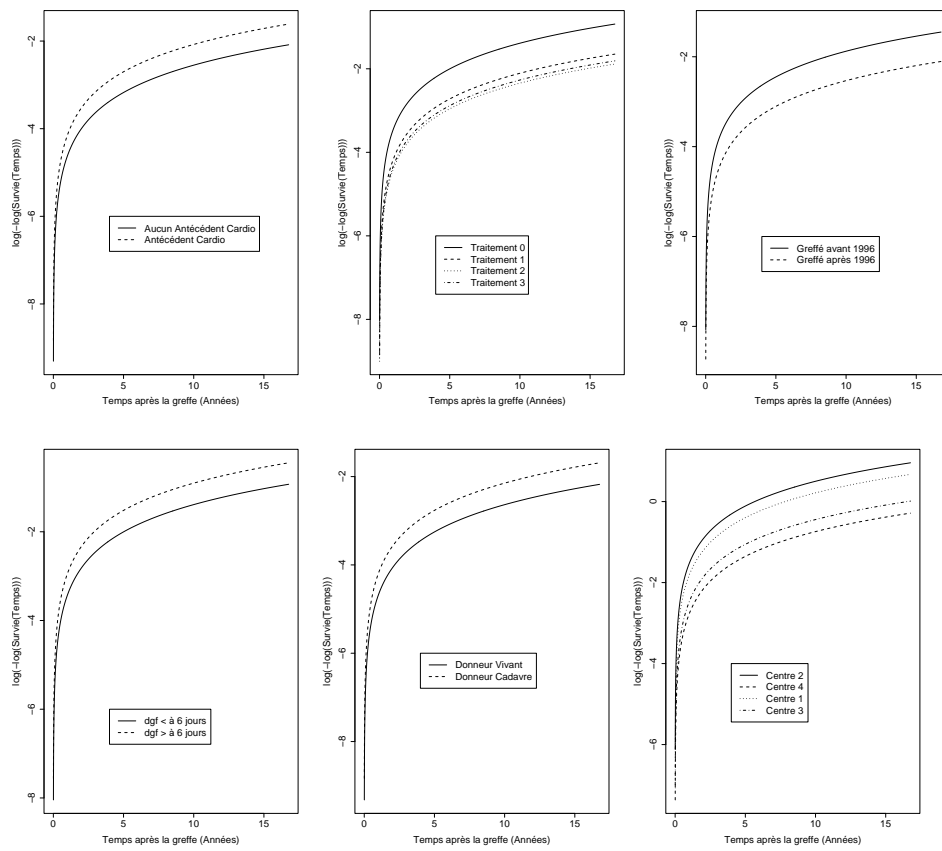 log(−log(Survie(Temps)))
−2
−4
−6
−8
Aucun Antécédent Cardio
Antécédent Cardio
0 5 10 15
Temps après la greffe (Années)
log(−log(Survie(Temps)))
−2
−4
−6
−8
Traitement 0
Traitement 1
Traitement 2
Traitement 3
0 5 10 15
Temps après la greffe (Années)
log(−log(Survie(Temps)))
−2
−4
−6
−8
Greffé avant 1996
Greffé après 1996
0 5 10 15
Temps après la greffe (Années)
log(−log(Survie(Temps)))
−2
−4
−6
−8
dgf < à 6 jours
dgf > à 6 jours
0 5 10 15
Temps après la greffe (Années)
log(−log(Survie(Temps)))
−2
−4
−6
−8
Donneur Vivant
Donneur Cadavre
0 5 10 15
Temps après la greffe (Années)
log(−log(Survie(Temps)))
0
−2
−4
−6
Centre 2
Centre 4
Centre 1
Centre 3
0 5 10 15
Temps après la greffe (Années)